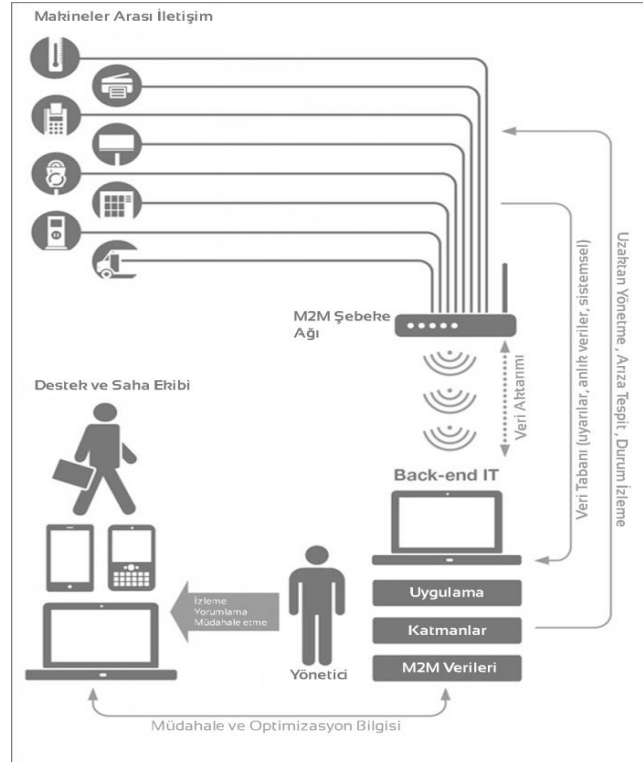 Makineler Arası İletişim
M2M Şebeke
Ağı
Destek ve Saha Ekibi
Veri Aktarımı
Veri Tabanı (uyarılar, anlık veriler, sistemsel)
Uzaktan Yönetme , Arıza Tespit , Durum İzleme
Back-end IT
Uygulama
Katmanlar
M2M Verileri
İzleme
Yorumlama
Müdahale etme
Yönetici
Müdahale ve Optimizasyon Bilgisi